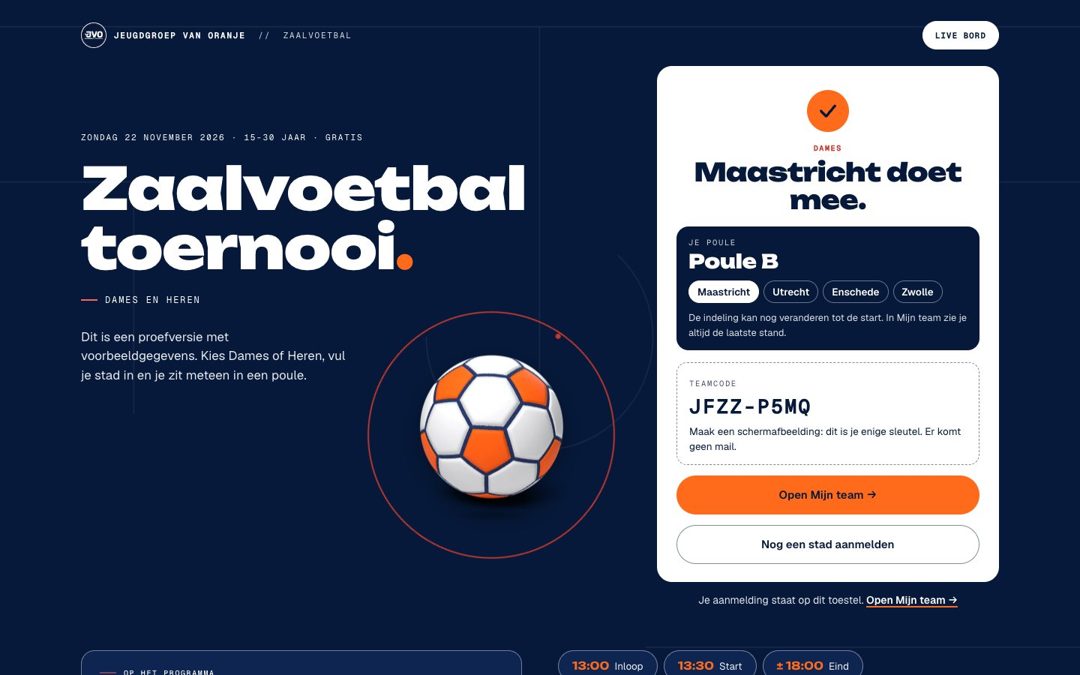 JVO JEUGDGROEP VAN ORANJE // ZAALVOETBAL
LIVE BORD
ZONDAG 22 NOVEMBER 2026 · 15-30 JAAR · GRATIS
Zaalvoetbal
toernooi.
DAMES EN HEREN
Dit is een proefversie met
voorbeeldgegevens. Kies Dames of Heren, vul
je stad in en je zit meteen in een poule.
DAMES
Maastricht doet
mee.
JE POULE
Poule B
Maastricht Utrecht Enschede Zwolle
De indeling kan nog veranderen tot de start. In Mijn team zie je
altijd de laatste stand.
TEAMCODE
JFZZ-P5MQ
Maak een schermafbeelding: dit is je enige sleutel. Er komt
geen mail.
Open Mijn team →
Nog een stad aanmelden
Je aanmelding staat op dit toestel. Open Mijn team →
OP HET PROGRAMMA
13:00 Inloop 13:30 Start ± 18:00 Eind